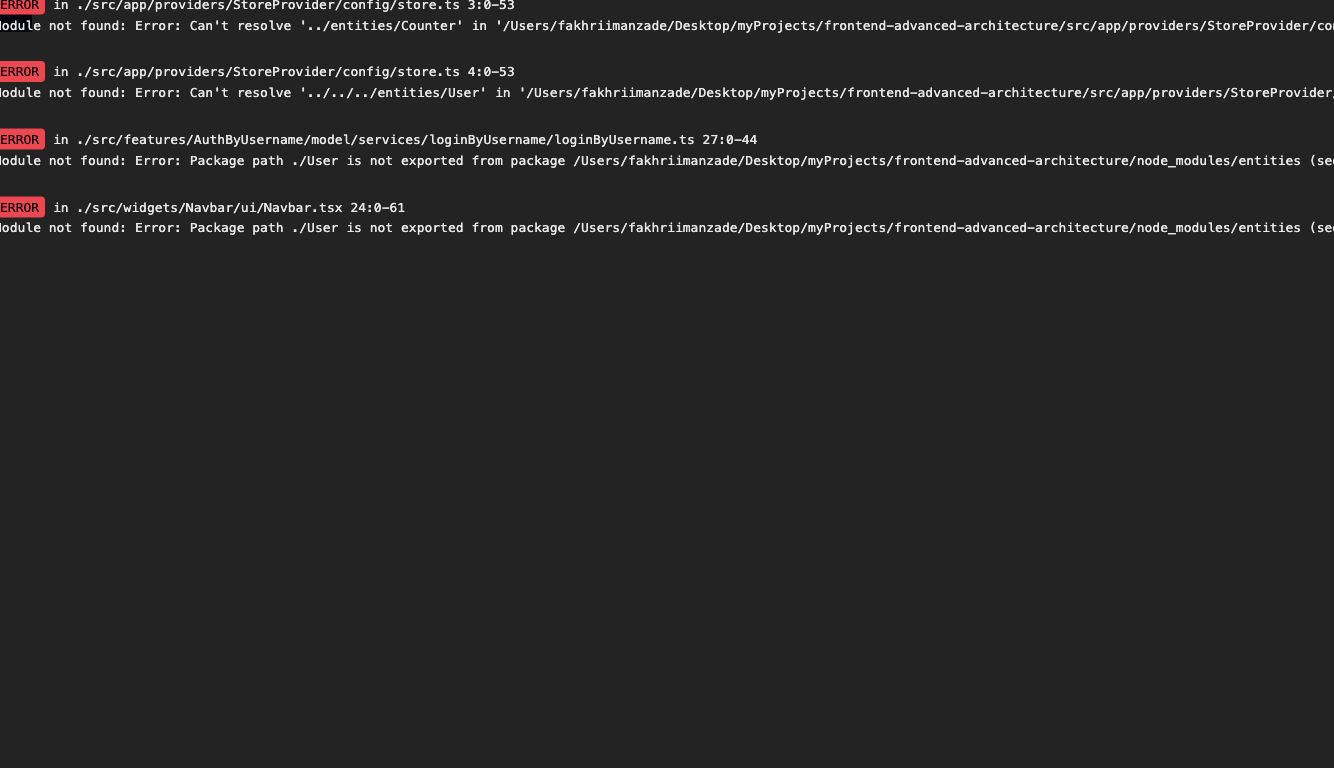 ERROR in ./src/app/providers/StoreProvider/config/store.ts 3:0-53
Module not found: Error: Can't resolve '../entities/Counter' in '/Users/fakhriimanzade/Desktop/myProjects/frontend-advanced-architecture/src/app/providers/StoreProvider/con
ERROR in ./src/app/providers/StoreProvider/config/store.ts 4:0-53
Module not found: Error: Can't resolve '../../../entities/User' in '/Users/fakhriimanzade/Desktop/myProjects/frontend-advanced-architecture/src/app/providers/StoreProvider/
ERROR in ./src/features/AuthByUsername/model/services/loginByUsername/loginByUsername.ts 27:0-44
Module not found: Error: Package path ./User is not exported from package /Users/fakhriimanzade/Desktop/myProjects/frontend-advanced-architecture/node_modules/entities (see
ERROR in ./src/widgets/Navbar/ui/Navbar.tsx 24:0-61
Module not found: Error: Package path ./User is not exported from package /Users/fakhriimanzade/Desktop/myProjects/frontend-advanced-architecture/node_modules/entities (see